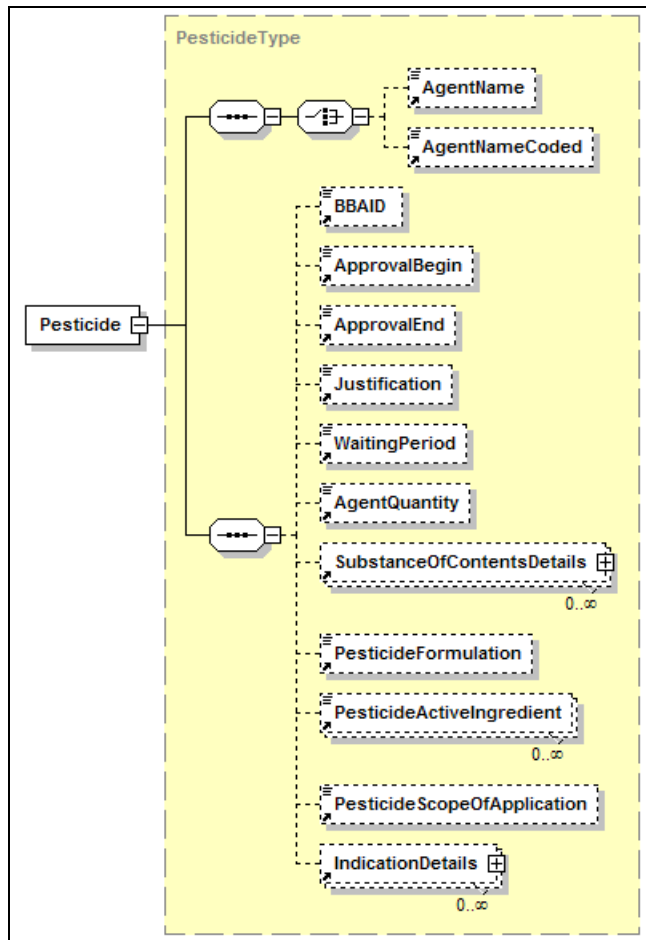 PesticideType
AgentName
AgentNameCoded
BBAID
ApprovalBegin
ApprovalEnd
Pesticide
Justification
WaitingPeriod
AgentQuantity
SubstanceOfContentsDetails
0..∞
PesticideFormulation
PesticideActiveIngredient
0..∞
PesticideScopeOfApplication
IndicationDetails
0..∞